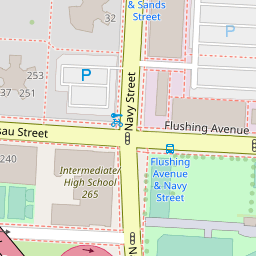 & Sands
Street
32
P
253
37
251
Navy Street
Flushing Avenue
Street
240
Intermediate/
High School
265
Flushing
Avenue
& Navy
Street
N